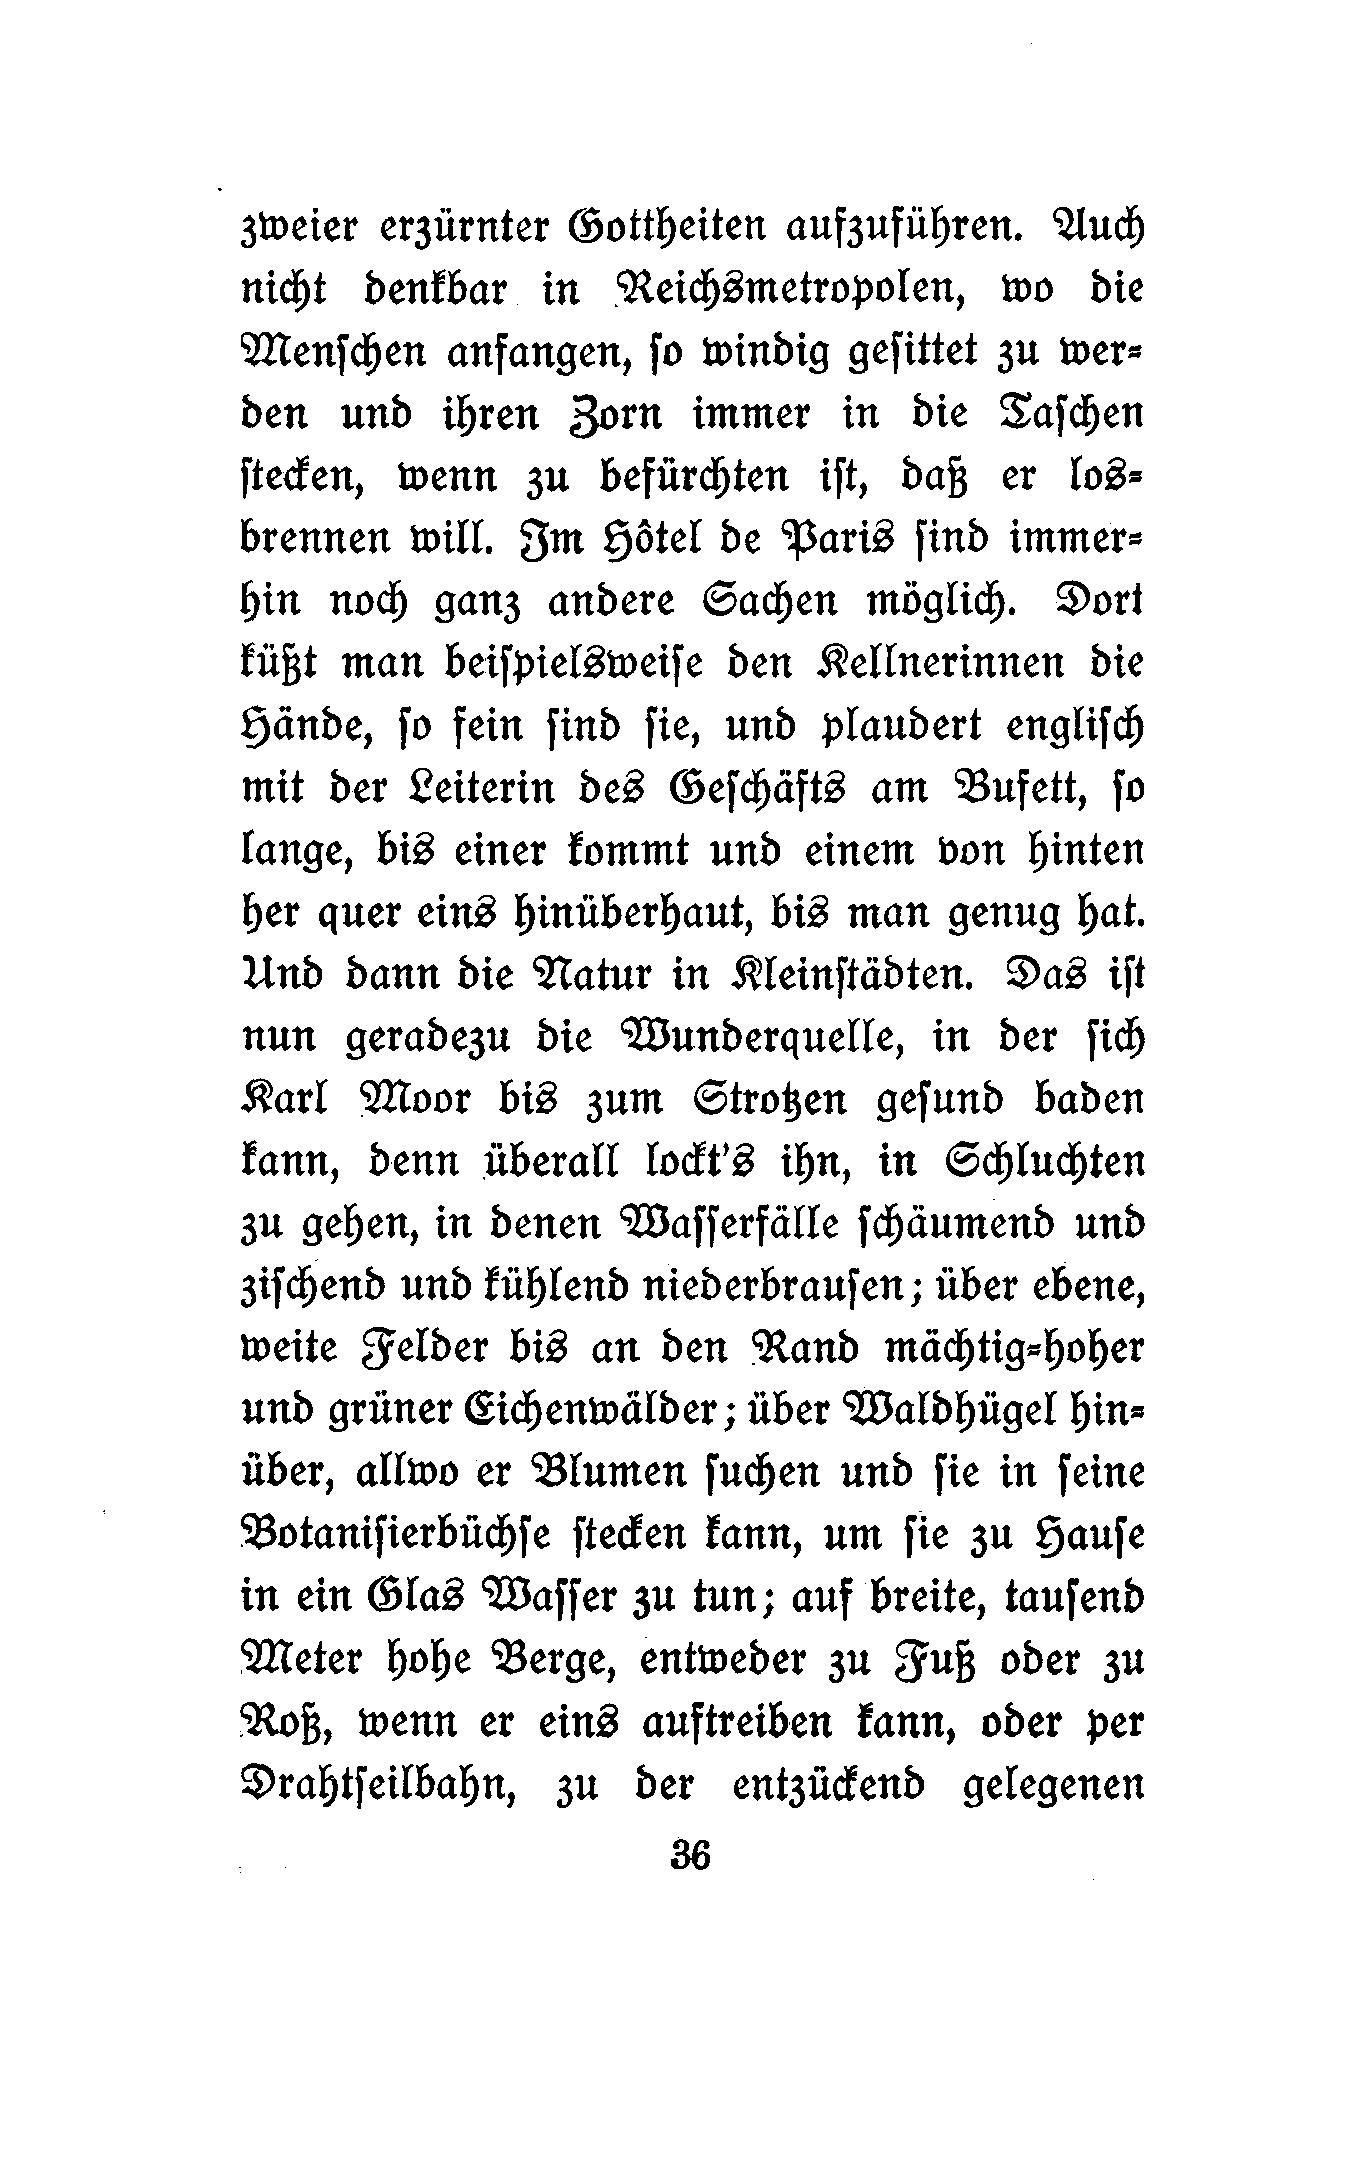 zweier erzürnter Gottheiten aufzuführen. Auch
nicht denkbar in Reichsmetropolen, wo die
Menschen anfangen, so windig gesittet zu wer-
den und ihren Zorn immer in die Taschen
stecken, wenn zu befürchten ist, daß er los-
brennen will. Im Hôtel de Paris sind immer-
hin noch ganz andere Sachen möglich. Dort
küßt man beispielsweise den Kellnerinnen die
Hände, so fein sind sie, und plaudert englisch
mit der Leiterin des Geschäfts am Bufett, so
lange, bis einer kommt und einem von hinten
her quer eins hinüberhaut, bis man genug hat.
Und dann die Natur in Kleinstädten. Das ist
nun geradezu die Wunderquelle, in der sich
Karl Moor bis zum Strotzen gesund baden
kann, denn überall lockt's ihn, in Schluchten
zu gehen, in denen Wasserfälle schäumend und
zischend und kühlend niederbrausen; über ebene,
weite Felder bis an den Rand mächtig-hoher
und grüner Eichenwälder; über Waldhügel hin-
über, allwo er Blumen suchen und sie in seine
Botanisierbüchse stecken kann, um sie zu Hause
in ein Glas Wasser zu tun; auf breite, tausend
Meter hohe Berge, entweder zu Fuß oder zu
Roß, wenn er eins auftreiben kann, oder per
Drahtseilbahn, zu der entzückend gelegenen
36